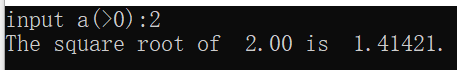 input a(>0):2
The square root of  2.00 is  1.41421.